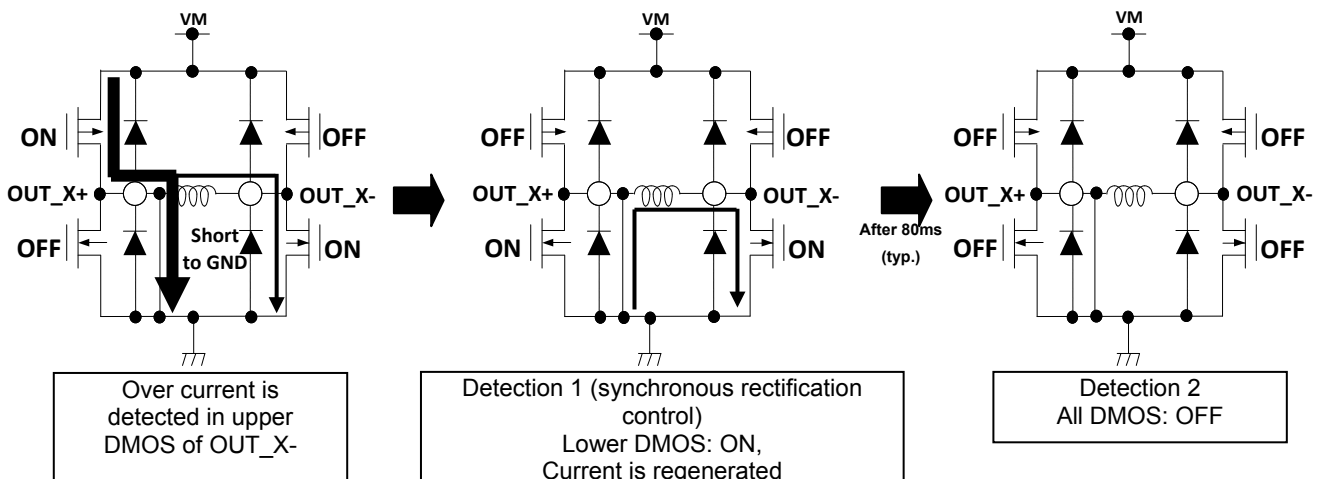 VM
ON
OFF
OUT_X+
OUT_X-
OFF
Short
to GND
ON
Over current is
detected in upper
DMOS of OUT_X-
VM
OFF
OFF
OUT_X+
OUT_X-
ON
ON
Detection 1 (synchronous rectification
control)
Lower DMOS: ON,
Current is regenerated
After 80ms
(typ.)
VM
OFF
OFF
OUT_X+
OUT_X-
OFF
OFF
Detection 2
All DMOS: OFF